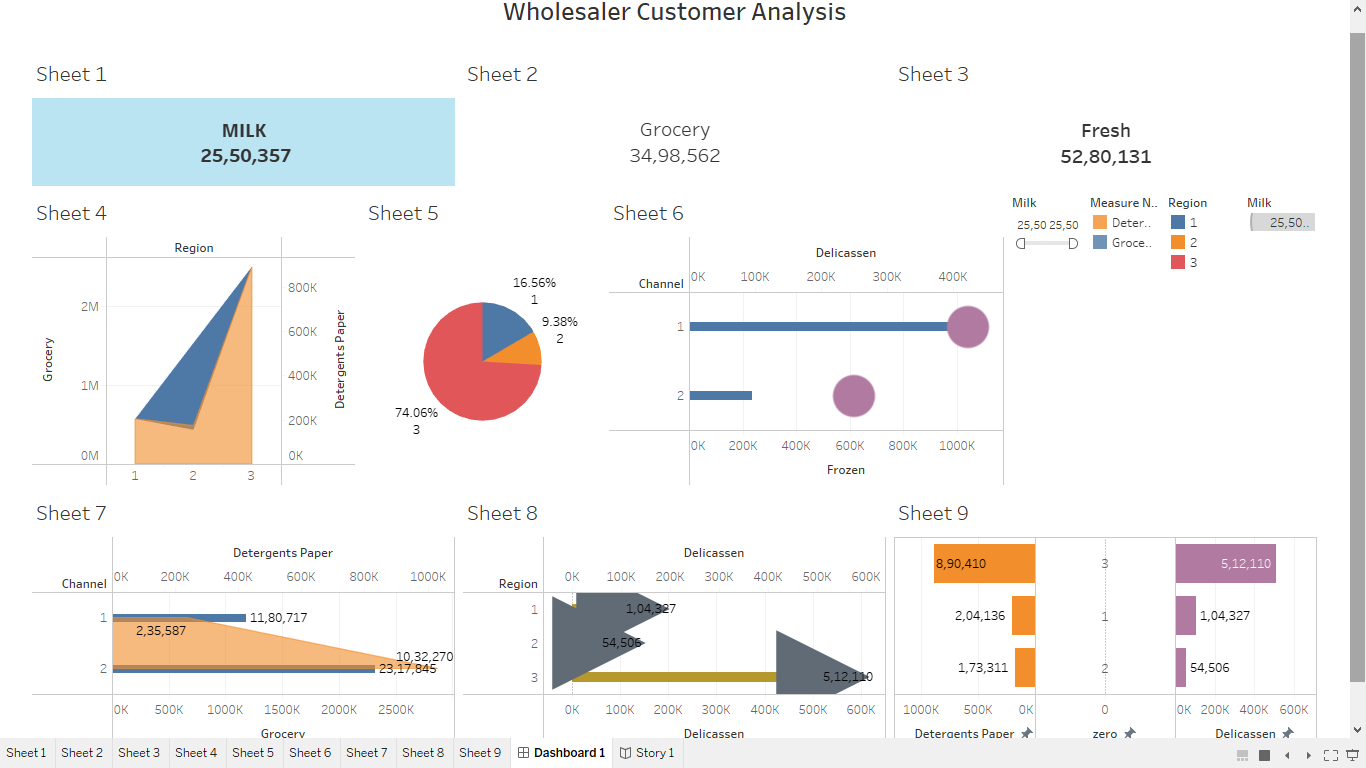 Wholesaler Customer Analysis
Sheet 1
Sheet 2
Sheet 3
MILK
25,50,357
Grocery
34,98,562
Fresh
52,80,131
Milk
25,50 25,50
Measure N..
Deter..
Groce..
Region
1
2
3
Milk
25,50..
Sheet 4
Region
Grocery
2M
1M
0M
800K
600K
400K
200K
0K
Detergents Paper
1 2 3
Sheet 5
16.56%
1
9.38%
2
74.06%
3
Sheet 6
Delicassen
0K 100K 200K 300K 400K
Channel
1
2
0K 200K 400K 600K 800K 1000K
Frozen
Sheet 7
Detergents Paper
0K 200K 400K 600K 800K 1000K
Channel
1
11,80,717
2,35,587
10,32,270
2
23,17,845
0K 500K 1000K 1500K 2000K 2500K
Grocery
Sheet 8
Delicassen
0K 100K 200K 300K 400K 500K 600K
Region
1
1,04,327
2
54,506
3
5,12,110
0K 100K 200K 300K 400K 500K 600K
Delicassen
Sheet 9
8,90,410 3 5,12,110
2,04,136 1 1,04,327
1,73,311 2 54,506
1000K 500K 0K 0 0K 200K 400K 600K
Detergents Paper zero Delicassen
Sheet 1 Sheet 2 Sheet 3 Sheet 4 Sheet 5 Sheet 6 Sheet 7 Sheet 8 Sheet 9 Dashboard 1 Story 1